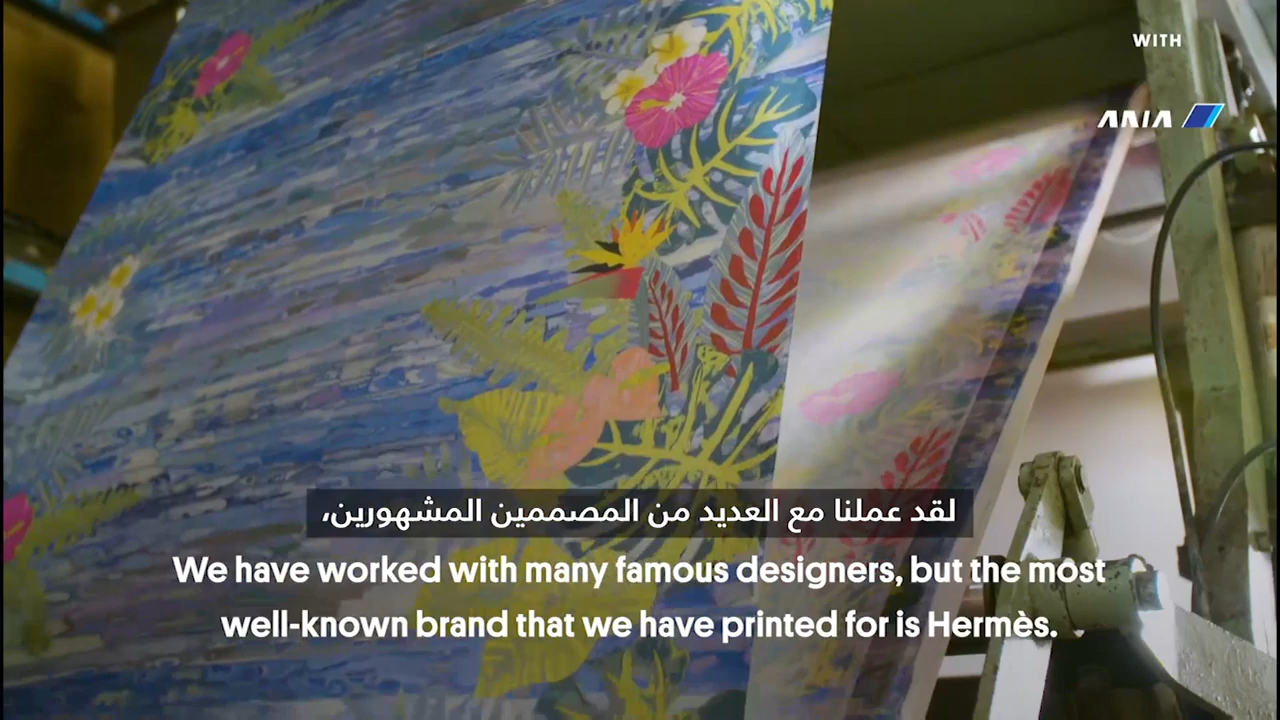 WITH
ANA
لقد عملنا مع العديد من المصممين المشهورين،
We have worked with many famous designers, but the most
well-known brand that we have printed for is Hermès.